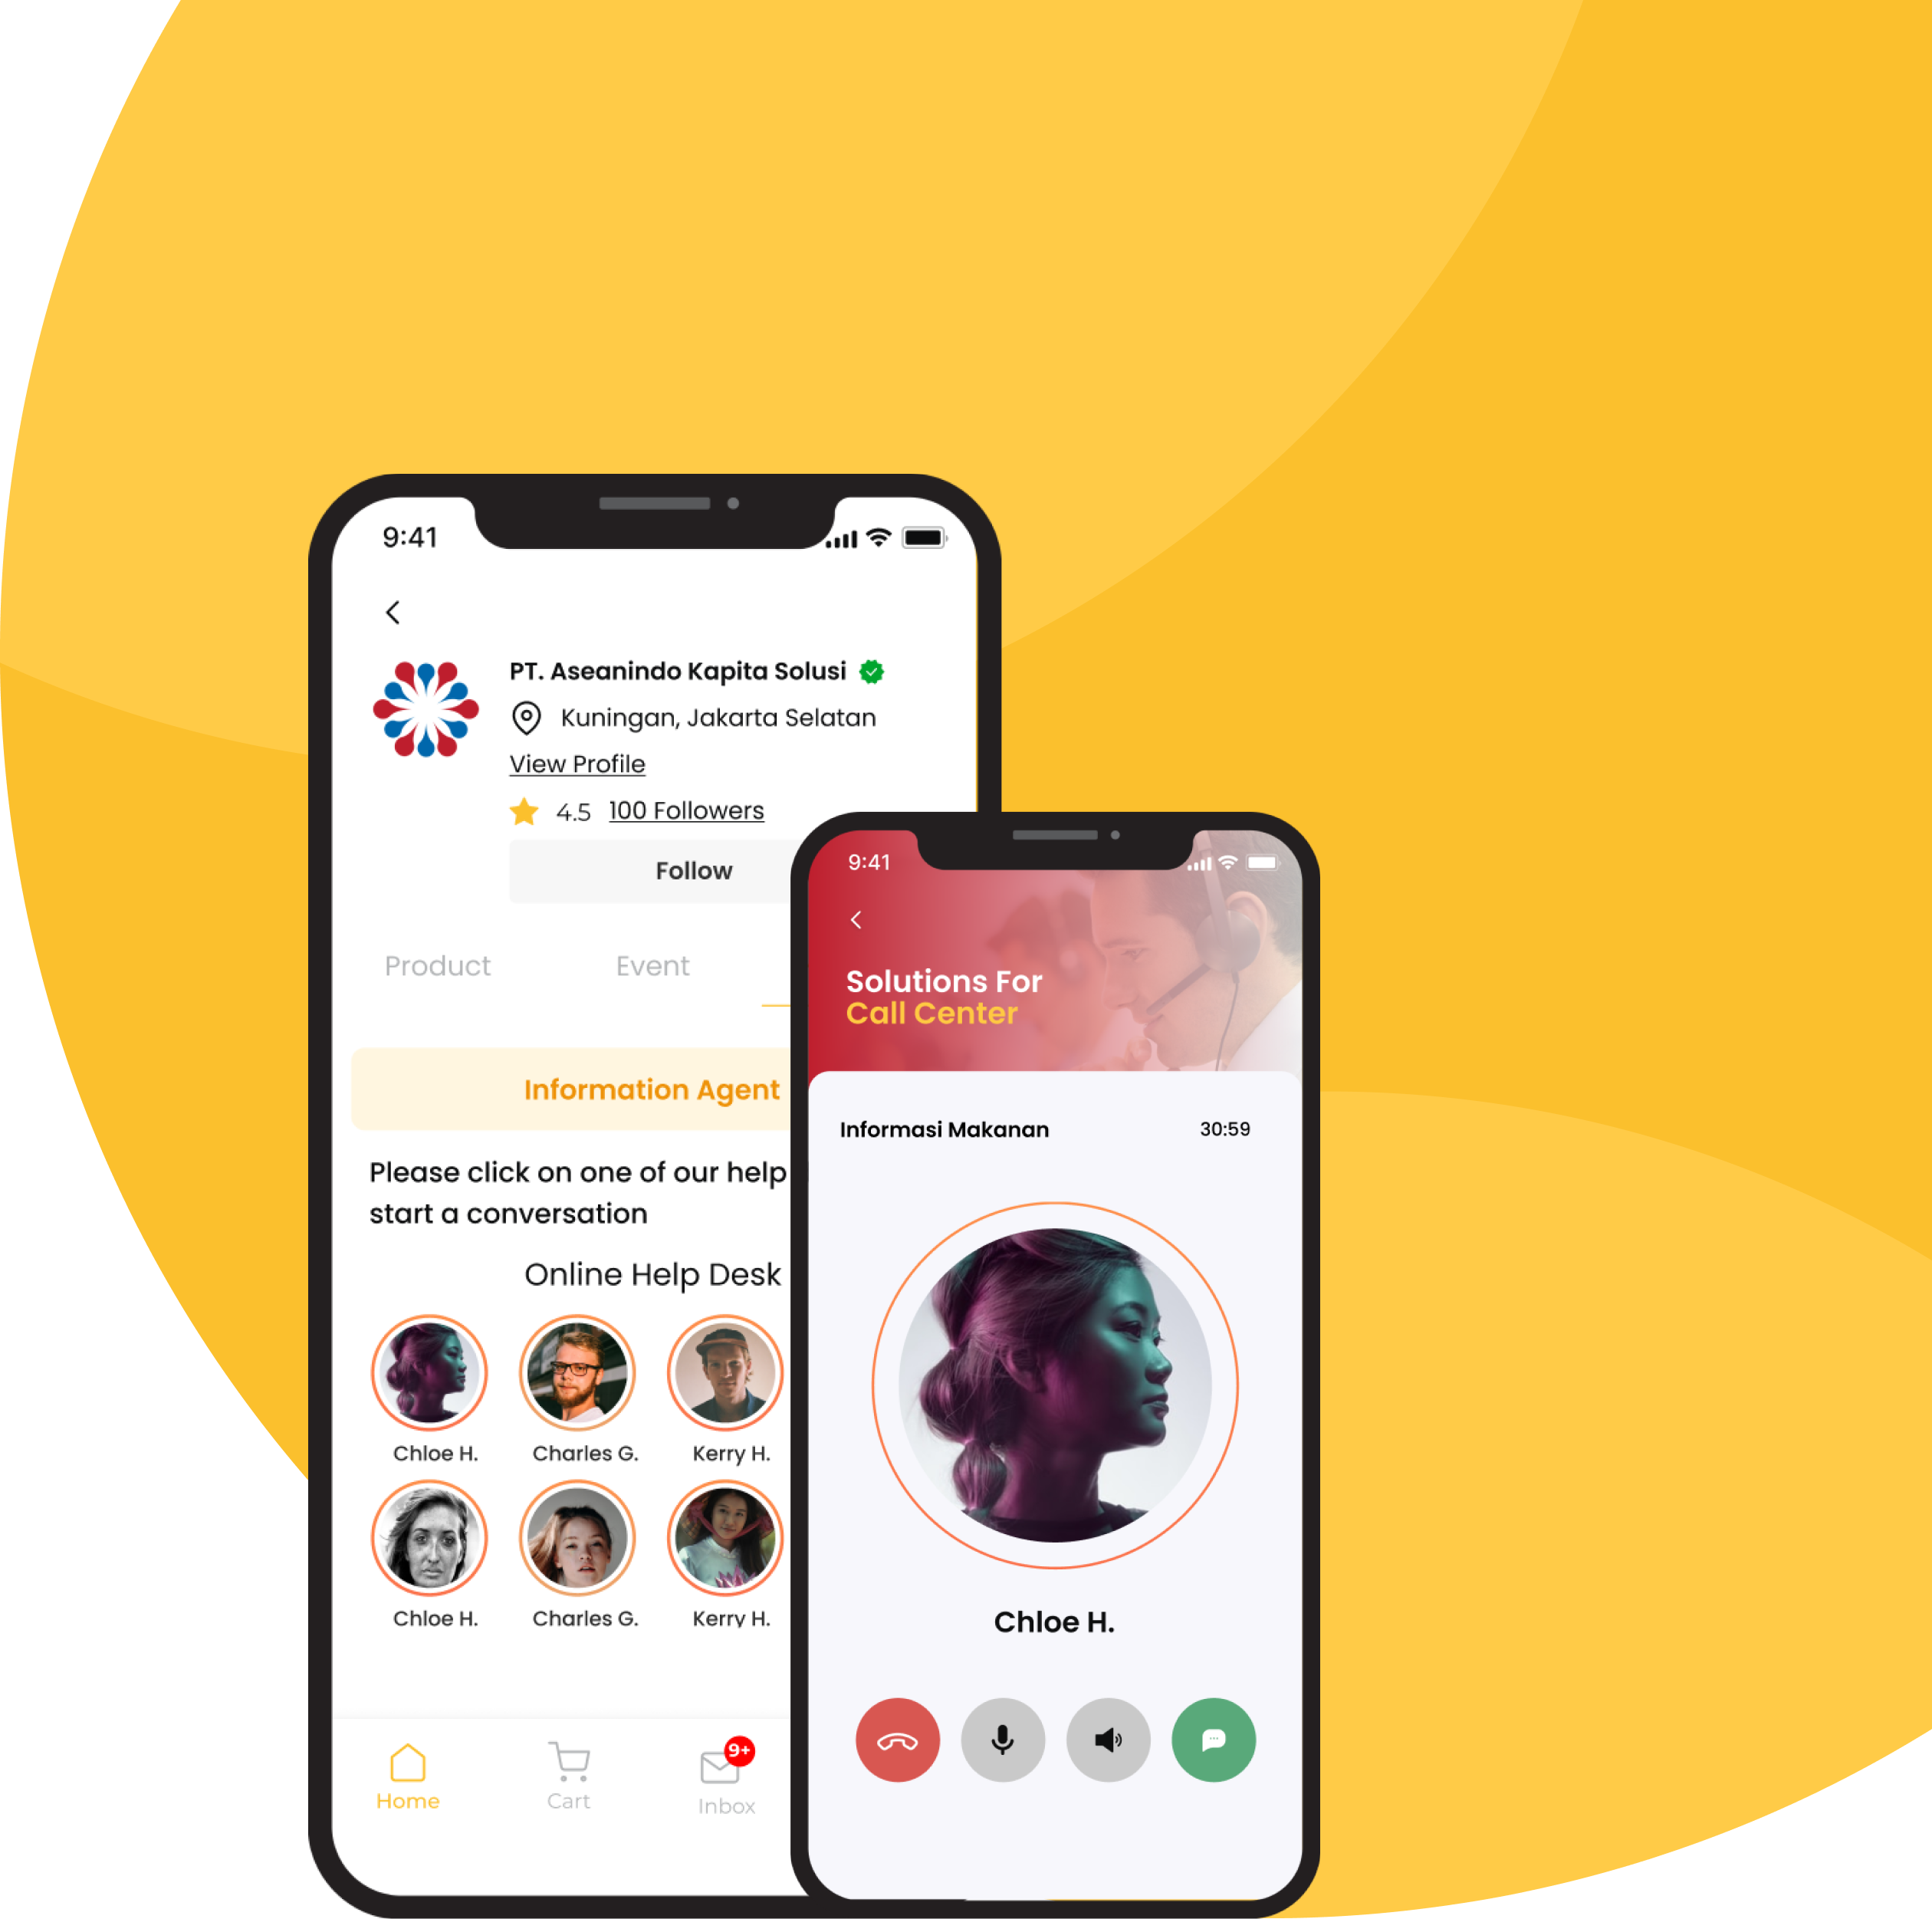 9:41
PT. Aseanindo Kapita Solusi
Kuningan, Jakarta Selatan
View Profile
4.5 100 Followers
Follow
Product Event
Information Agent
Please click on one of our help
start a conversation
Online Help Desk
Chloe H. Charles G. Kerry H.
Chloe H. Charles G. Kerry H.
9+
Home Cart Inbox
9:41
Solutions For
Call Center
Informasi Makanan 30:59
Chloe H.